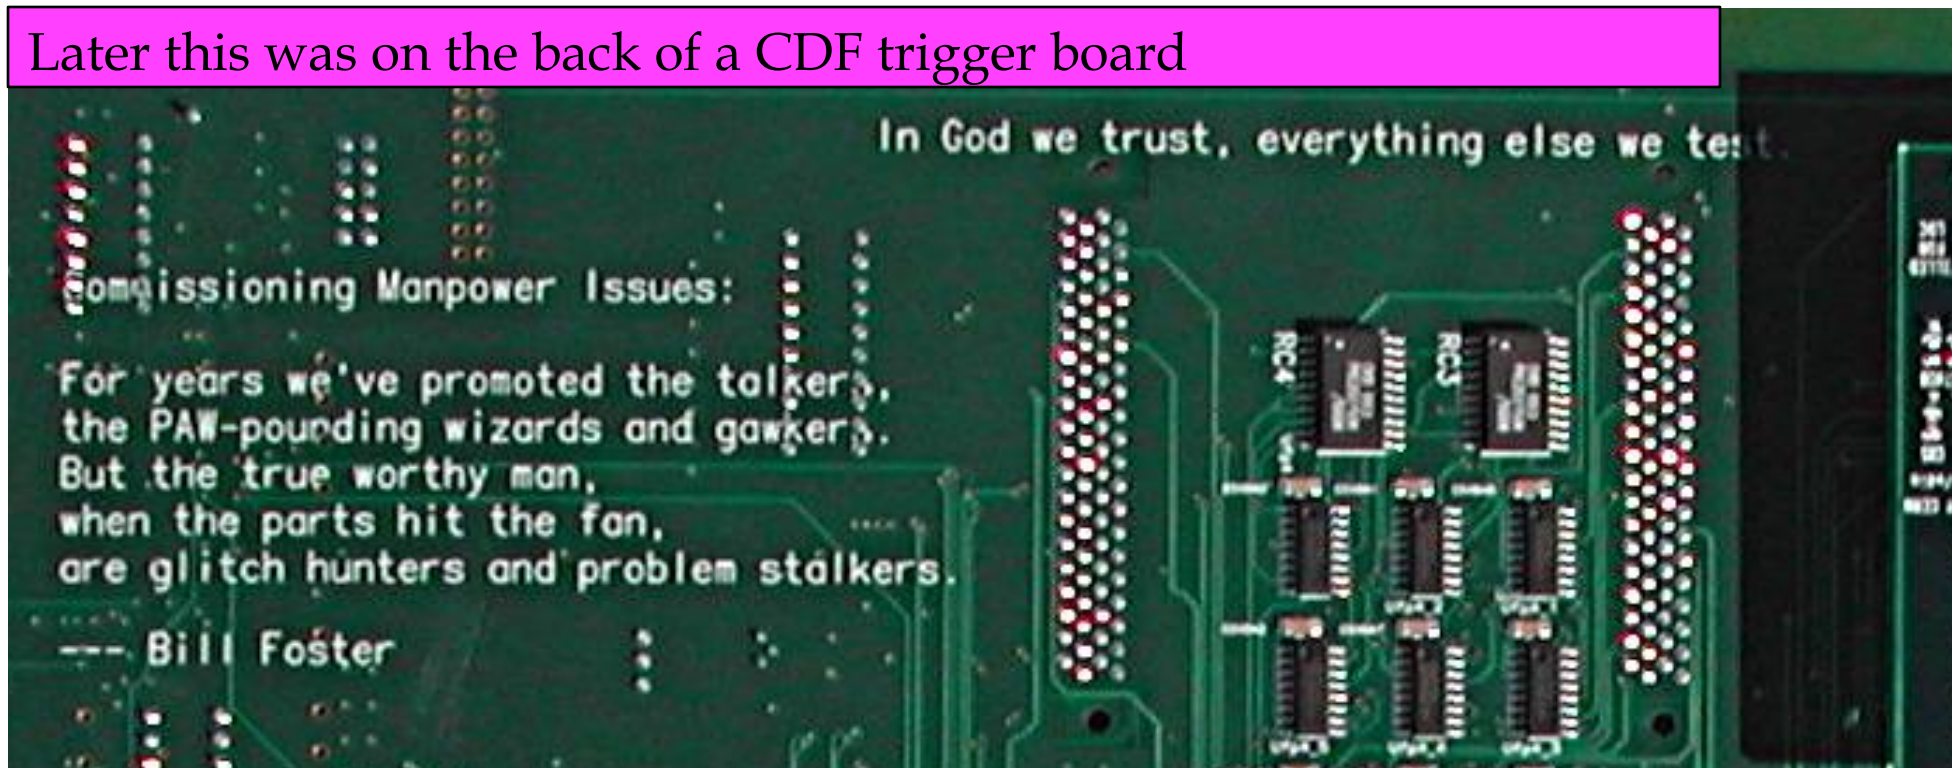 Later this was on the back of a CDF trigger board
In God we trust, everything else we test.
Commissioning Manpower Issues:
For years we've promoted the talkers,
the PAW-pounding wizards and gawkers.
But the true worthy man,
when the parts hit the fan,
are glitch hunters and problem stalkers.
--- Bill Foster
RC4
RC3